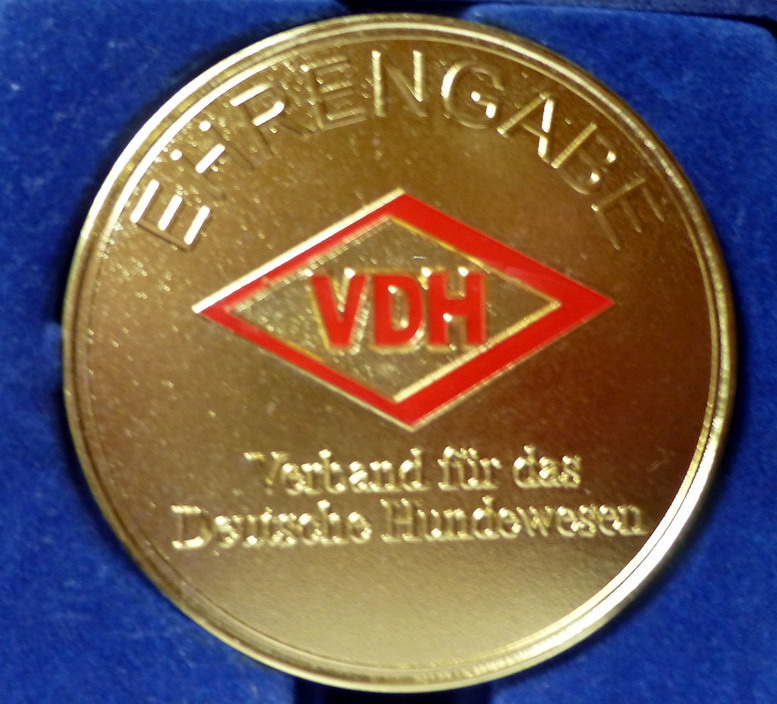 EHRENGABE
VDH
Verband für das
Deutsche Hundewesen